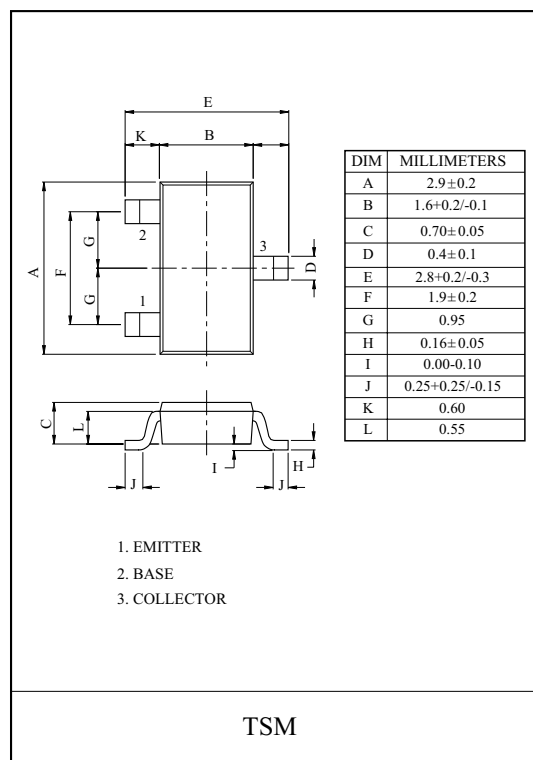 E
K B
A
F
G
G
2
1
3
D
C
L
I
H
J
J
DIM MILLIMETERS
A 2.9±0.2
B 1.6+0.2/-0.1
C 0.70±0.05
D 0.4±0.1
E 2.8+0.2/-0.3
F 1.9±0.2
G 0.95
H 0.16±0.05
I 0.00-0.10
J 0.25+0.25/-0.15
K 0.60
L 0.55
1. EMITTER
2. BASE
3. COLLECTOR
TSM